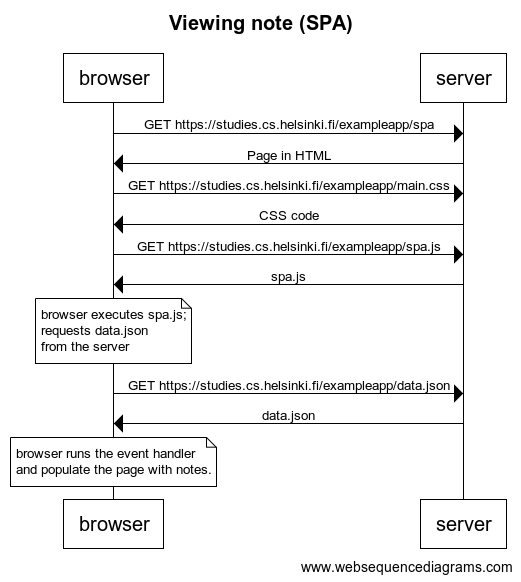 Viewing note (SPA)
browser
server
GET https://studies.cs.helsinki.fi/exampleapp/spa
Page in HTML
GET https://studies.cs.helsinki.fi/exampleapp/main.css
CSS code
GET https://studies.cs.helsinki.fi/exampleapp/spa.js
spa.js
browser executes spa.js;
requests data.json
from the server
GET https://studies.cs.helsinki.fi/exampleapp/data.json
data.json
browser runs the event handler
and populate the page with notes.
browser
server
www.websequencediagrams.com